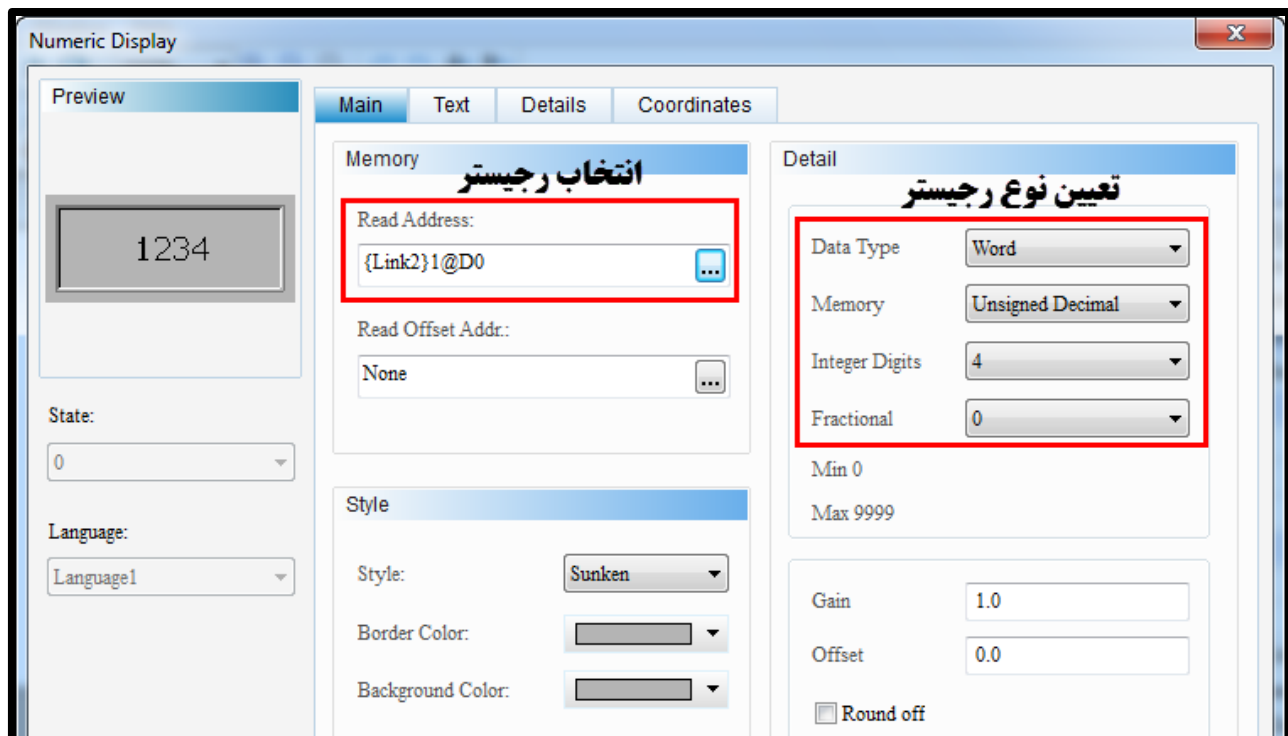 Numeric Display
X
Preview
1234
State:
0
Language:
Language1
Main Text Details Coordinates
Memory
انتخاب رجیستر
Read Address:
{Link2}1@D0
...
Read Offset Addr.:
None
...
Style
Style: Sunken
Border Color:
Background Color:
Detail
تعیین نوع رجیستر
Data Type Word
Memory Unsigned Decimal
Integer Digits 4
Fractional 0
Min 0
Max 9999
Gain 1.0
Offset 0.0
Round off